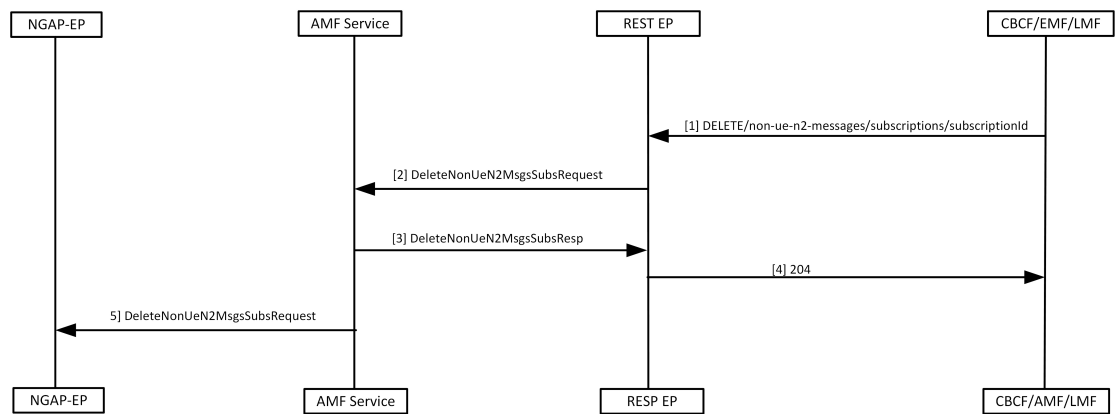 NGAP-EP
AMF Service
REST EP
CBCF/EMF/LMF
[1] DELETE/non-ue-n2-messages/subscriptions/subscriptionId
[2] DeleteNonUeN2MsgsSubsRequest
[3] DeleteNonUeN2MsgsSubsResp
[4] 204
5] DeleteNonUeN2MsgsSubsRequest
NGAP-EP
AMF Service
RESP EP
CBCF/AMF/LMF